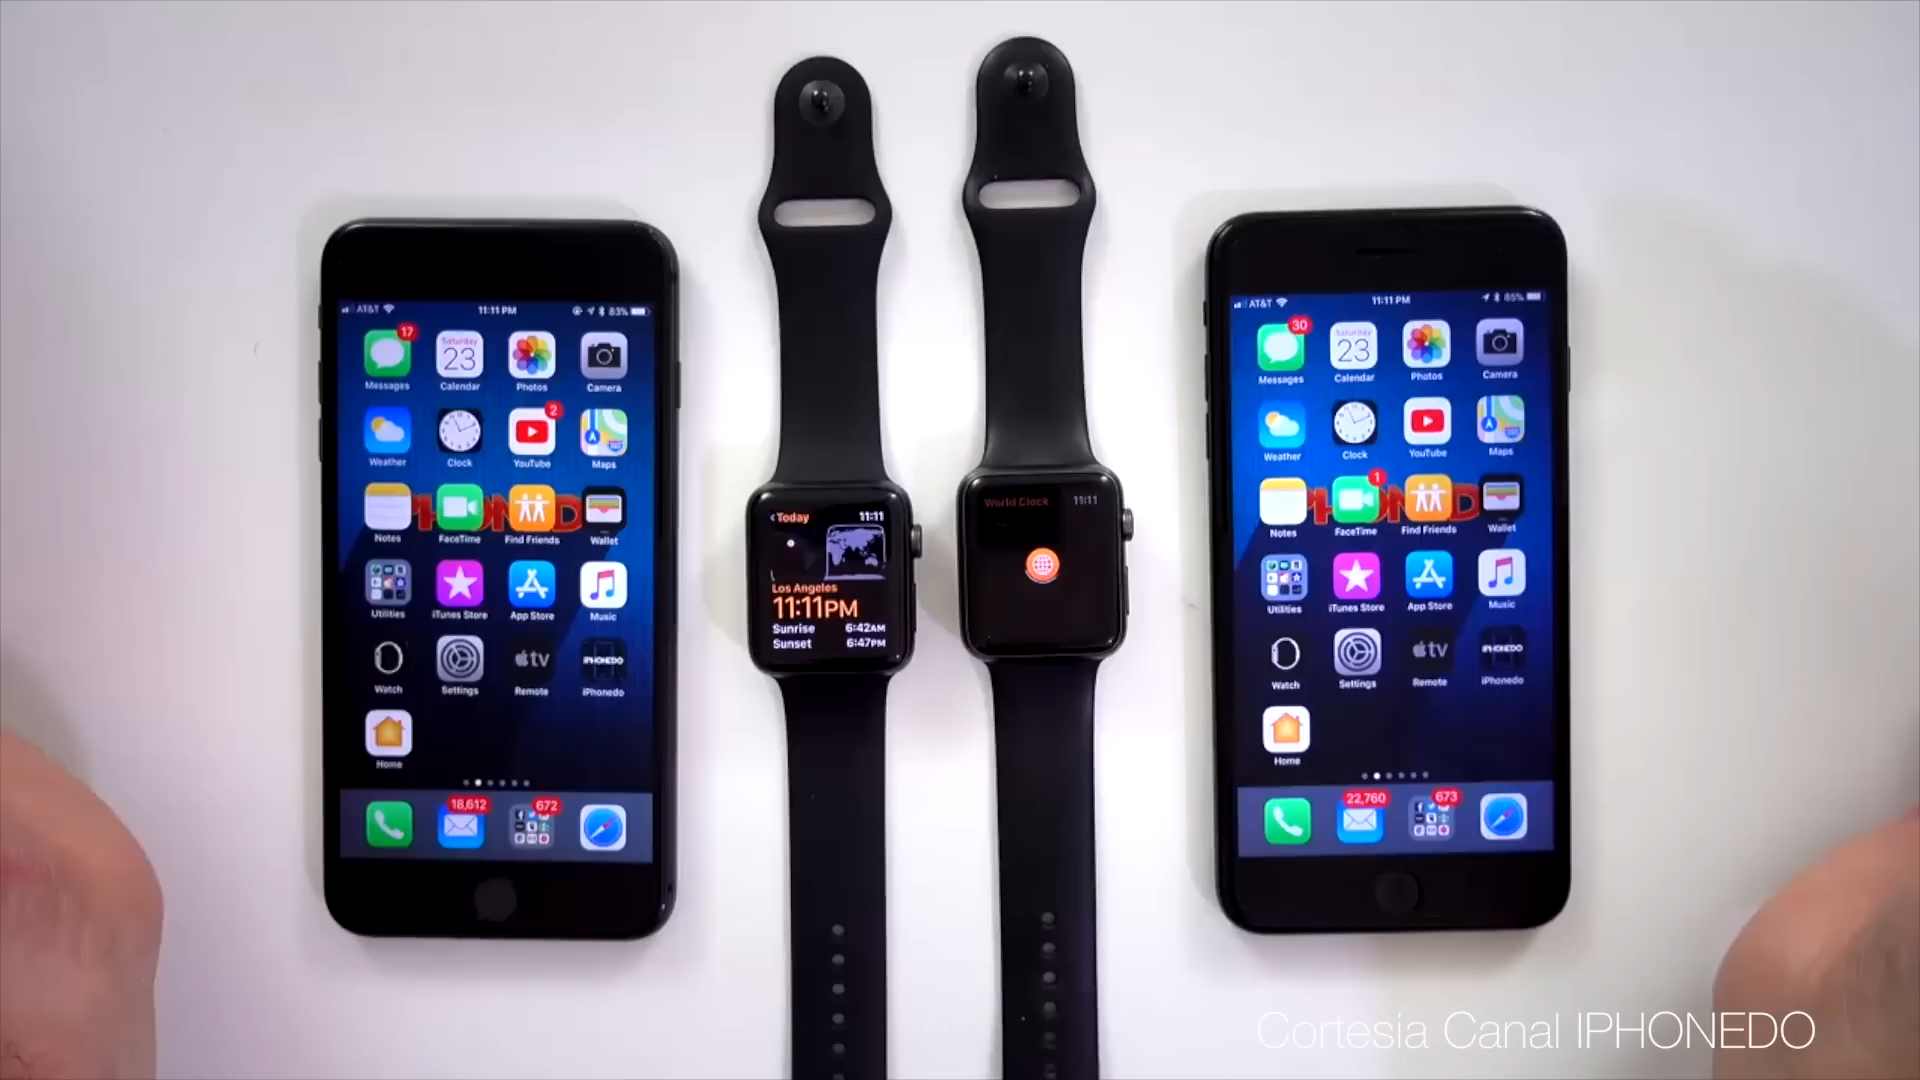 AT&T 11:11 PM 83%
17
Saturday
23
Messages Calendar Photos Camera
2
Weather Clock YouTube Maps
Notes FaceTime Find Friends Wallet
Utilities iTunes Store App Store Music
tv IPHONEDO
Watch Settings Remote iPhonedo
Home
18,612 672
Today 11:11
Los Angeles
11:11PM
Sunrise 6:42AM
Sunset 6:47PM
World Clock 11:11
AT&T 11:11 PM 85%
30
Saturday
23
Messages Calendar Photos Camera
Weather Clock YouTube Maps
1
Notes FaceTime Find Friends Wallet
Utilities iTunes Store App Store Music
tv IPHONEDO
Watch Settings Remote iPhonedo
Home
22,760 673
Cortesia Canal IPHONEDO